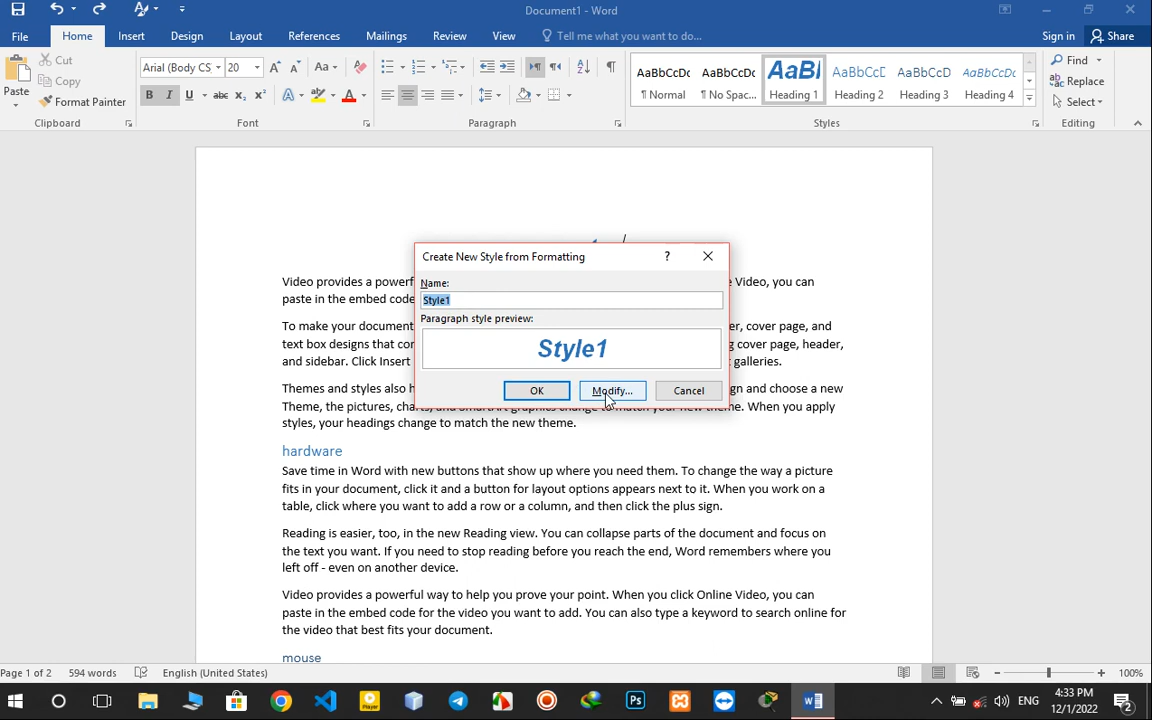 Document1 - Word
File
Home
Insert
Design
Layout
References
Mailings
Review
View
Tell me what you want to do...
Sign in
Share
Paste
Cut
Copy
Format Painter
Clipboard
Arial (Body CS)
20
Font
Paragraph
AaBbCcDc
¶ Normal
AaBbCcDc
¶ No Spac...
AaBl
Heading 1
AaBbCcC
Heading 2
AaBbCcD
Heading 3
AaBbCcDc
Heading 4
Styles
Find
Replace
Select
Editing
Create New Style from Formatting
Name:
Style1
Paragraph style preview:
Style1
OK
Modify...
Cancel
Video provides a powerf
e Video, you can
paste in the embed code
To make your document
er, cover page, and
text box designs that con
g cover page, header,
and sidebar. Click Insert
galleries.
Themes and styles also h
ign and choose a new
Theme, the pictures, charts, and SmartArt graphics change to match your new theme. When you apply
styles, your headings change to match the new theme.
hardware
Save time in Word with new buttons that show up where you need them. To change the way a picture
fits in your document, click it and a button for layout options appears next to it. When you work on a
table, click where you want to add a row or a column, and then click the plus sign.
Reading is easier, too, in the new Reading view. You can collapse parts of the document and focus on
the text you want. If you need to stop reading before you reach the end, Word remembers where you
left off - even on another device.
Video provides a powerful way to help you prove your point. When you click Online Video, you can
paste in the embed code for the video you want to add. You can also type a keyword to search online for
the video that best fits your document.
mouse
Page 1 of 2
594 words
English (United States)
100%
ENG
4:33 PM
12/1/2022
2